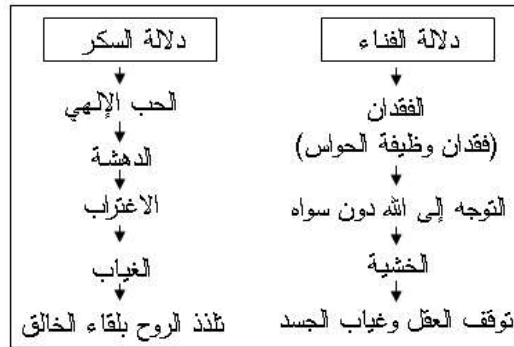 دلالة الفناء
الفقدان
(فقدان وظيفة الحواس)
التوجه إلى الله دون سواه
الخشية
توقف العقل وغياب الجسد
دلالة السكر
الحب الإلهي
الدهشة
الاغتراب
الغياب
تلذذ الروح بلقاء الخالق